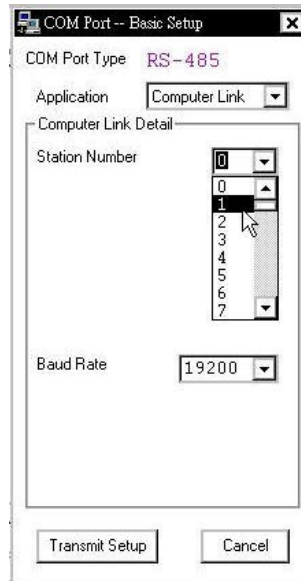 COM Port -- Basic Setup
COM Port Type RS-485
Application Computer Link
Computer Link Detail
Station Number 0
0
1
2
3
4
5
6
7
Baud Rate 19200
Transmit Setup Cancel